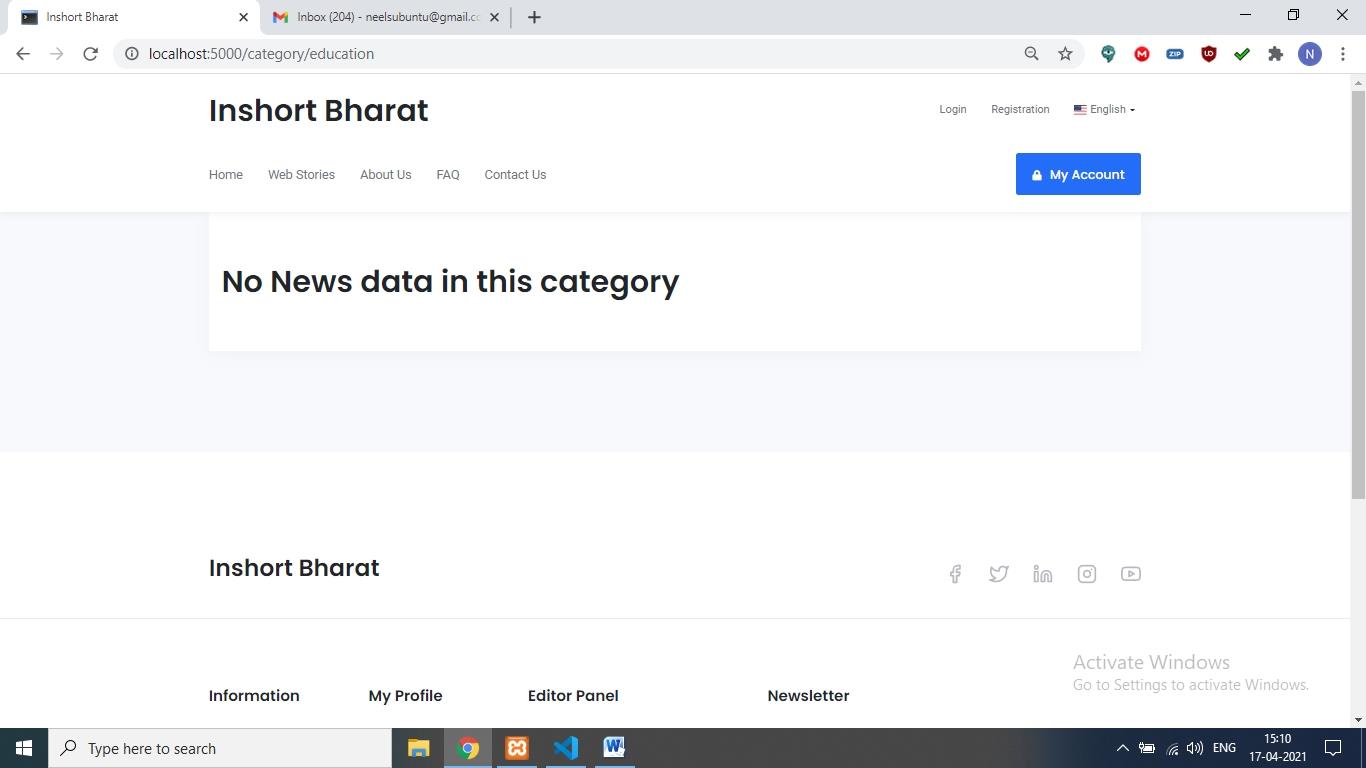 Inshort Bharat
Inbox (204) - neelsubuntu@gmail.c
localhost:5000/category/education
ZIP
N
Inshort Bharat
Login Registration English
Home Web Stories About Us FAQ Contact Us
My Account
No News data in this category
Inshort Bharat
Activate Windows
Go to Settings to activate Windows.
Information My Profile Editor Panel Newsletter
Type here to search
ENG
15:10
17-04-2021